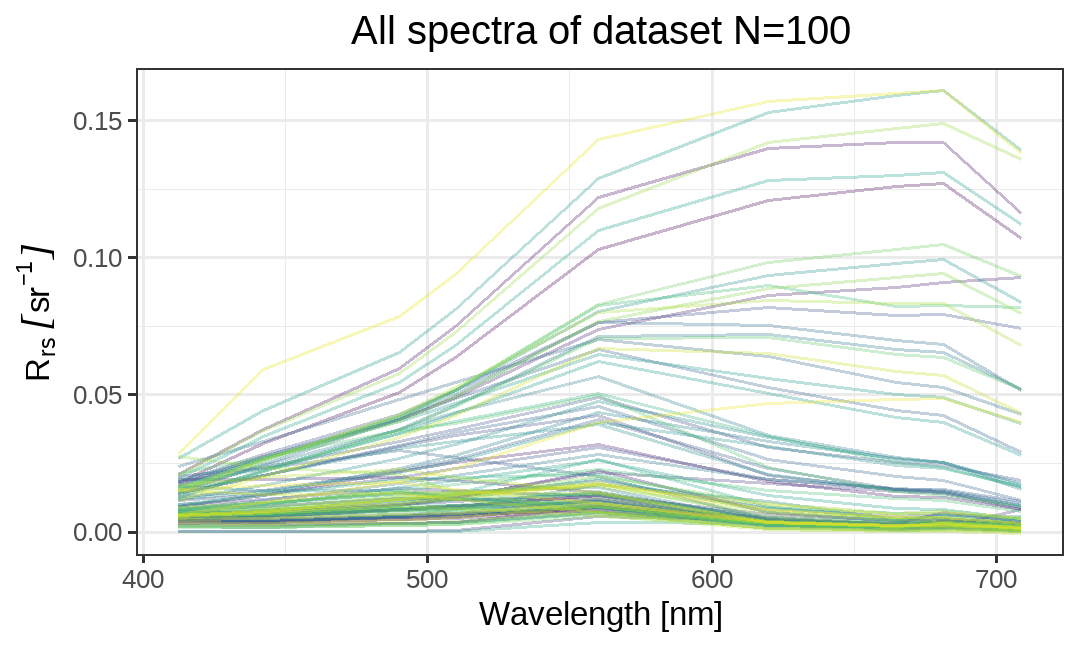 All spectra of dataset N=100
R_rs [sr^−1]
0.15
0.10
0.05
0.00
400 500 600 700
Wavelength [nm]